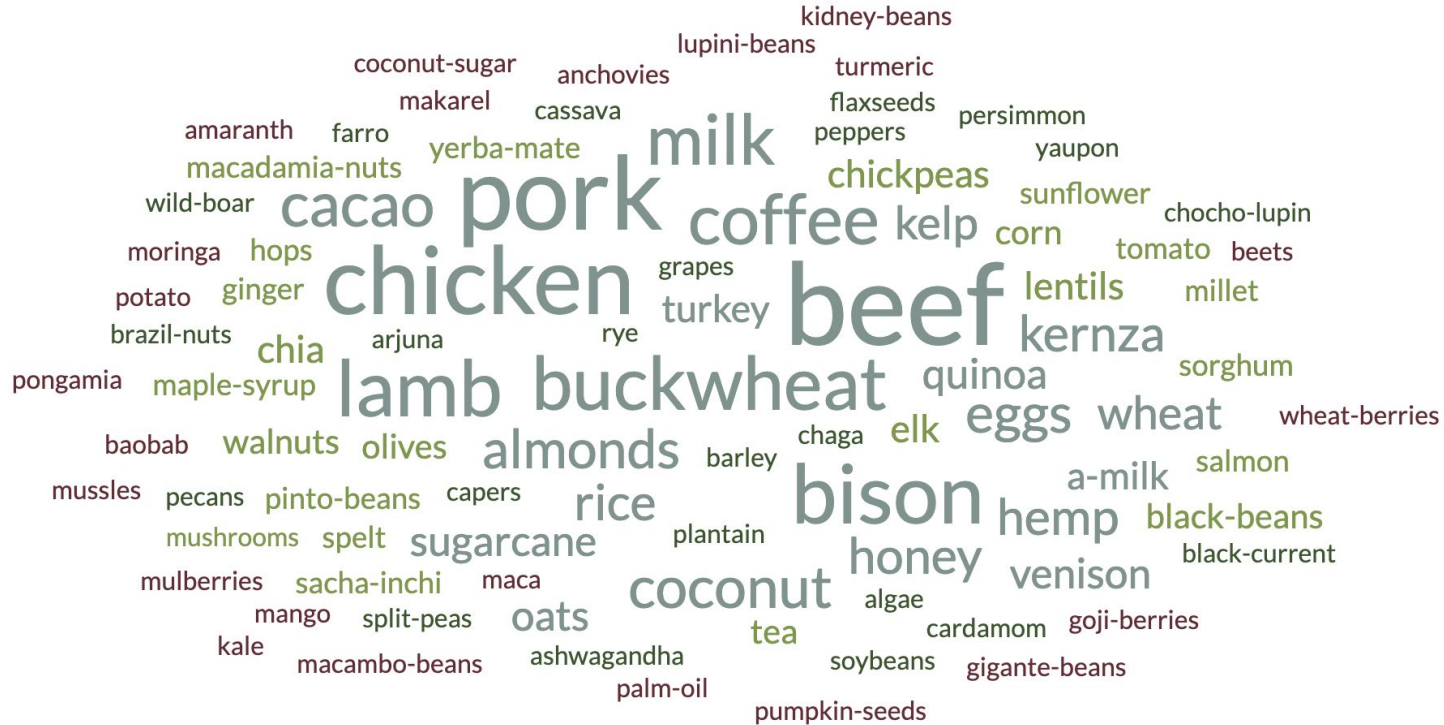 kidney-beans
lupini-beans
coconut-sugar anchovies turmeric
makarel cassava flaxseeds persimmon
amaranth farro yerba-mate milk peppers yaupon
macadamia-nuts chickpeas sunflower
wild-boar cacao pork coffee kelp corn chocho-lupin
moringa hops tomato beets
potato ginger chicken grapes turkey beef lentils millet
brazil-nuts chia arjuna rye kernza
pongamia maple-syrup lamb buckwheat quinoa sorghum
baobab walnuts olives almonds barley chaga elk eggs wheat wheat-berries
mussles pecans pinto-beans capers rice bison a-milk salmon
mushrooms spelt sugarcane plantain hemp black-beans
honey black-current
mulberries sacha-inchi maca coconut algae venison
mango split-peas oats tea cardamom goji-berries
kale macambo-beans ashwagandha soybeans gigante-beans
palm-oil
pumpkin-seeds